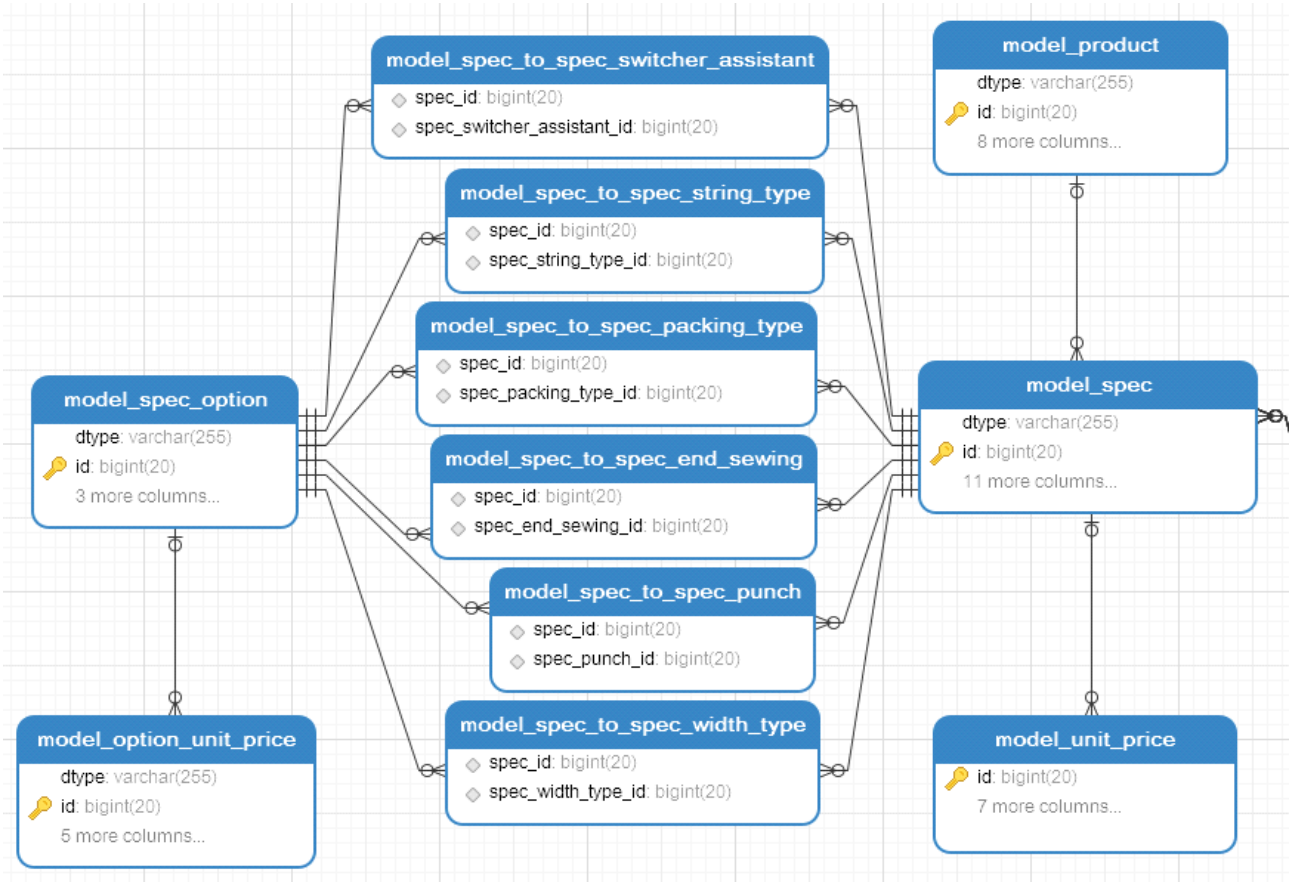 model_spec_to_spec_switcher_assistant
spec_id: bigint(20)
spec_switcher_assistant_id: bigint(20)
model_product
dtype: varchar(255)
id: bigint(20)
8 more columns...
model_spec_to_spec_string_type
spec_id: bigint(20)
spec_string_type_id: bigint(20)
model_spec_to_spec_packing_type
spec_id: bigint(20)
spec_packing_type_id: bigint(20)
model_spec_option
dtype: varchar(255)
id: bigint(20)
3 more columns...
model_spec
dtype: varchar(255)
id: bigint(20)
11 more columns...
model_spec_to_spec_end_sewing
spec_id: bigint(20)
spec_end_sewing_id: bigint(20)
model_spec_to_spec_punch
spec_id: bigint(20)
spec_punch_id: bigint(20)
model_spec_to_spec_width_type
spec_id: bigint(20)
spec_width_type_id: bigint(20)
model_option_unit_price
dtype: varchar(255)
id: bigint(20)
5 more columns...
model_unit_price
id: bigint(20)
7 more columns...